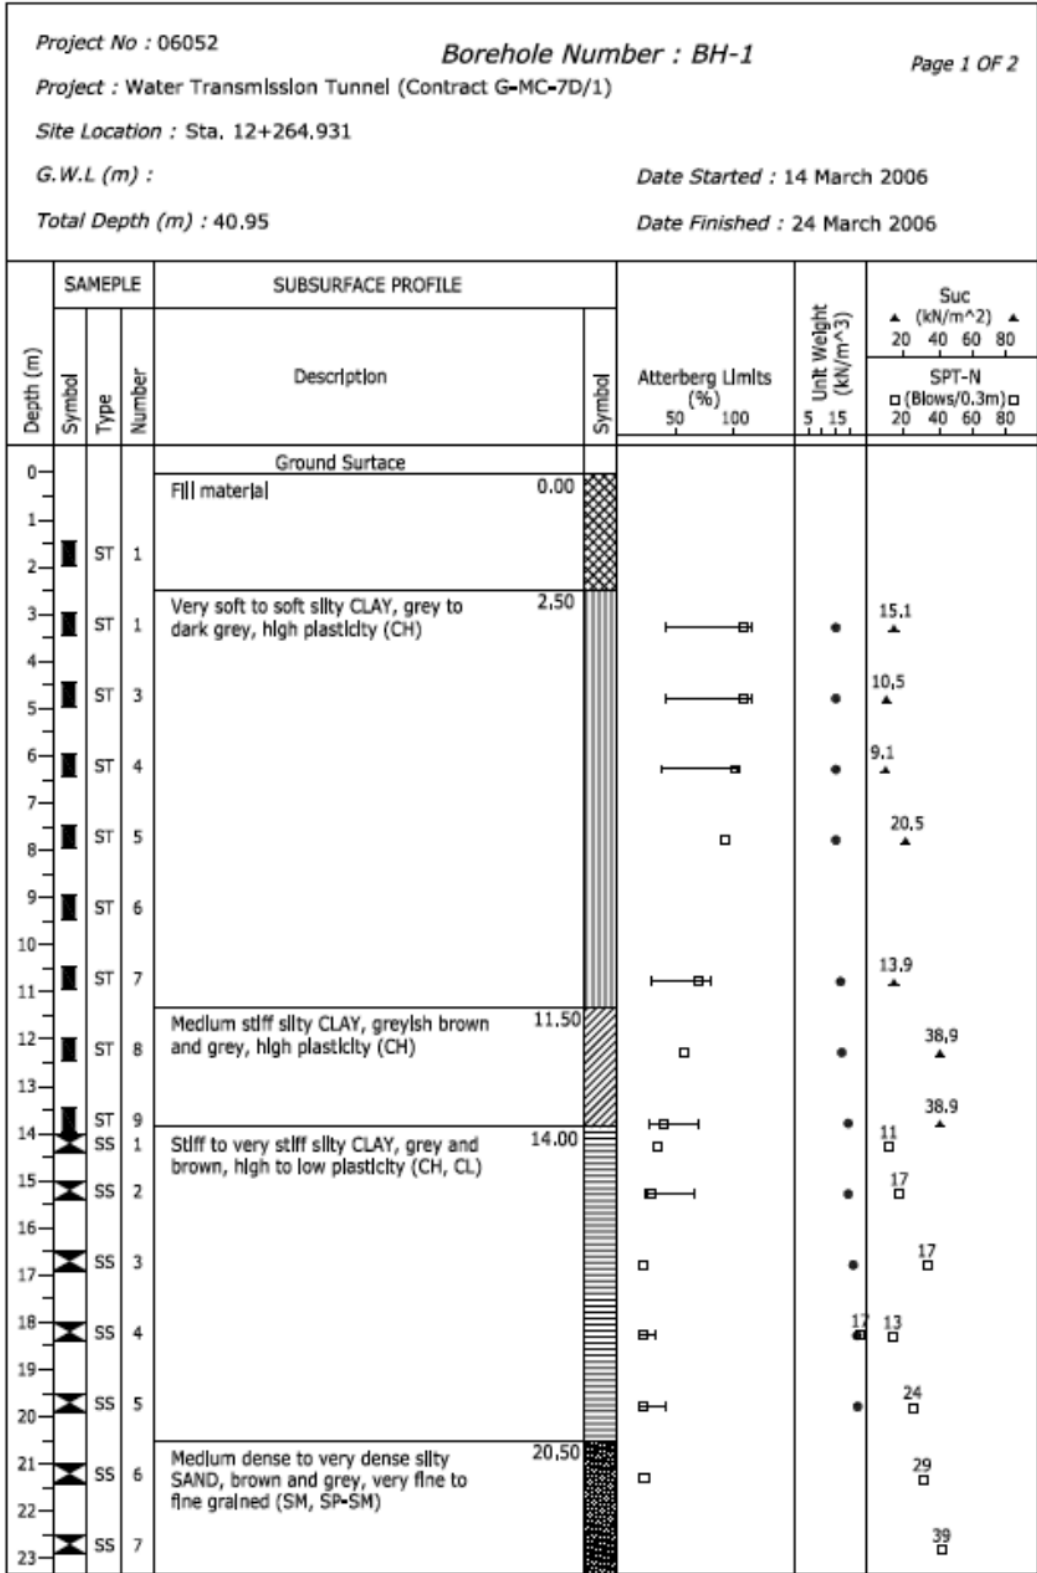 Project No : 06052
Borehole Number : BH-1
Page 1 OF 2
Project : Water Transmission Tunnel (Contract G-MC-7D/1)
Site Location : Sta. 12+264.931
G.W.L (m) :
Date Started : 14 March 2006
Total Depth (m) : 40.95
Date Finished : 24 March 2006
SAMEPLE
SUBSURFACE PROFILE
Depth (m)
Symbol
Type
Number
Description
Symbol
Atterberg Limits
(%)
50 100
Unit Weight
(kN/m^3)
5 15
Suc
▲ (kN/m^2) ▲
20 40 60 80
SPT-N
□ (Blows/0.3m) □
20 40 60 80
Ground Surtace
0
Fill material 0.00
1
ST 1
2
Very soft to soft silty CLAY, grey to 2.50
dark grey, high plasticity (CH)
3 ST 1 15.1
4
ST 3 10.5
5
6 ST 4 9.1
7
ST 5 20.5
8
9 ST 6
10
ST 7 13.9
11
Medium stiff silty CLAY, greyish brown 11.50
and grey, high plasticity (CH)
12 ST 8 38.9
13
ST 9 38.9
14 SS 1 11
Stiff to very stiff silty CLAY, grey and 14.00
brown, high to low plasticity (CH, CL)
15 SS 2 17
16
SS 3 17
17
18 SS 4 17 13
19
SS 5 24
20
Medium dense to very dense silty 20.50
SAND, brown and grey, very fine to
fine grained (SM, SP-SM)
21 SS 6 29
22
SS 7 39
23